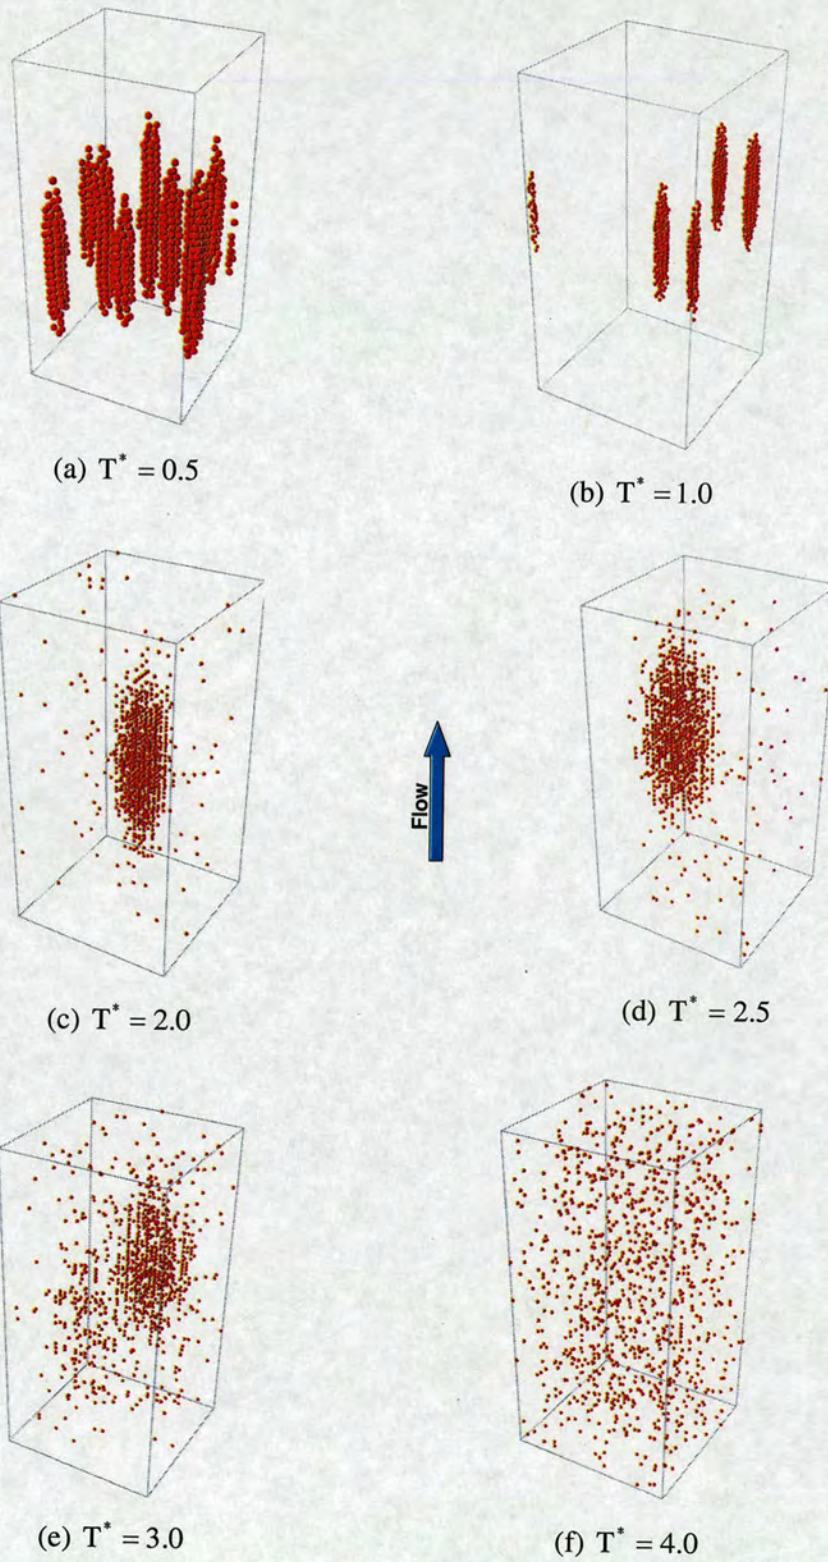 (a) T* = 0.5
(b) T* = 1.0
Flow
(c) T* = 2.0
(d) T* = 2.5
(e) T* = 3.0
(f) T* = 4.0